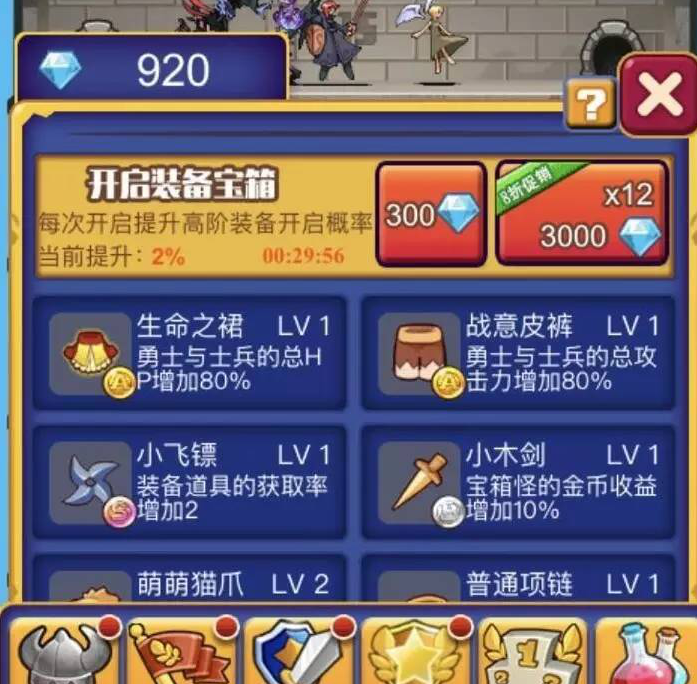 920
?
开启装备宝箱
每次开启提升高阶装备开启概率
当前提升：2% 00:29:56
300
8折促销
x12
3000
生命之裙 LV 1
勇士与士兵的总H
P增加80%
战意皮裤 LV 1
勇士与士兵的总攻
击力增加80%
小飞镖 LV 1
装备道具的获取率
增加2
小木剑 LV 1
宝箱怪的金币收益
增加10%
萌萌猫爪 LV 2
普通项链 LV 1
A
A
S
1